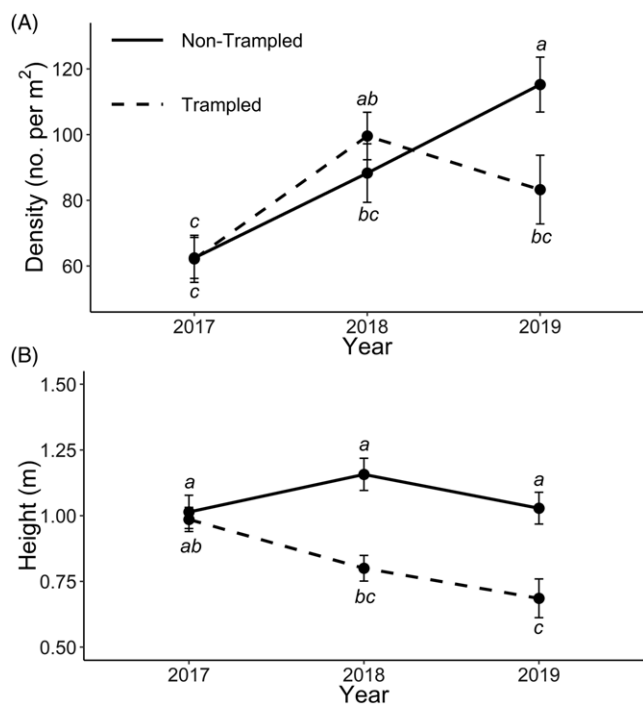 (A)
Non-Trampled
Trampled
Density (no. per m²)
120
100
80
60
c
c
ab
bc
a
bc
2017 2018 2019
Year
(B)
Height (m)
1.50
1.25
1.00
0.75
0.50
a
ab
a
bc
a
c
2017 2018 2019
Year